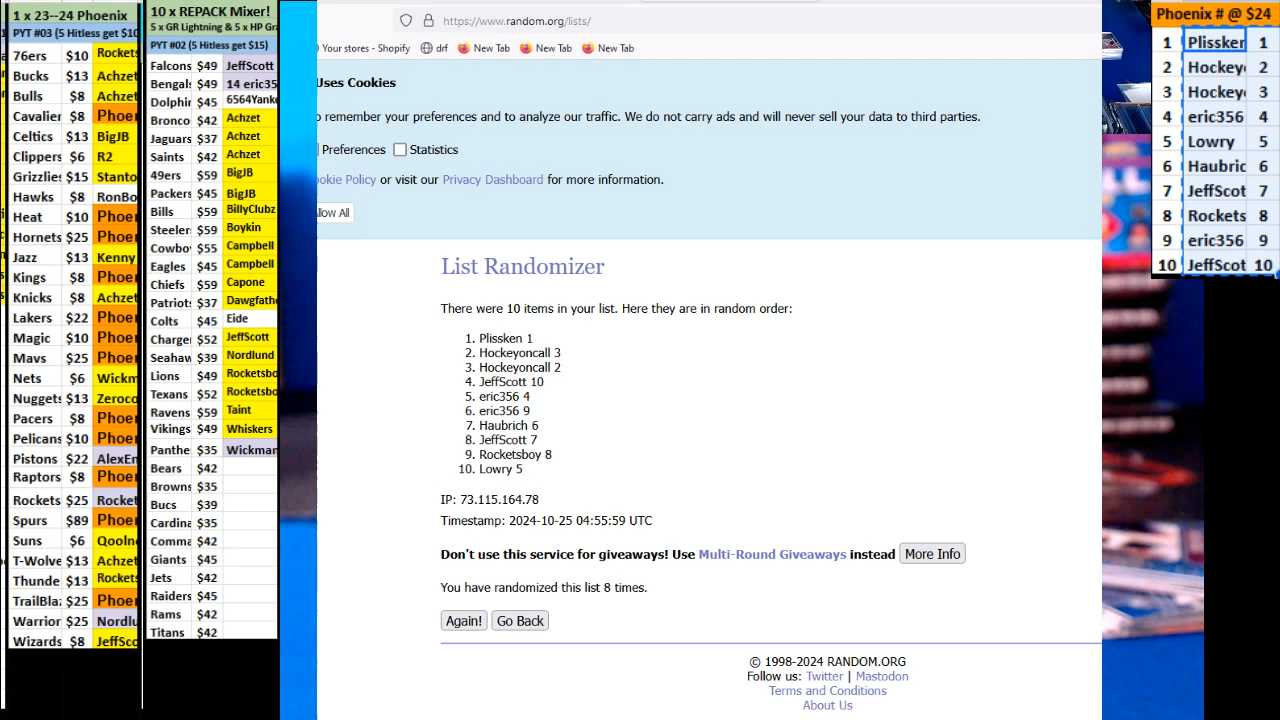 1 x 23--24 Phoenix
PYT #03 (5 Hitless get $10
76ers $10 Rockets
Bucks $13 Achzet
Bulls $8 Achzet
Cavalier $8 Phoe
Celtics $13 BigJB
Clippers $6 R2
Grizzlies $15 Stanto
Hawks $8 RonBo
Heat $10 Phoe
Hornets $25 Phoe
Jazz $13 Kenny
Kings $8 Phoe
Knicks $8 Achzet
Lakers $22 Phoe
Magic $10 Phoe
Mavs $25 Phoe
Nets $6 Wickm
Nuggets $13 Zeroco
Pacers $8 Phoe
Pelicans $10 Phoe
Pistons $22 AlexEn
Raptors $8 Phoe
Rockets $25 Rocket
Spurs $89 Phoe
Suns $6 Qooln
T-Wolve $13 Achzet
Thunde $13 Rockets
TrailBla $25 Phoe
Warrior $25 Nordlu
Wizards $8 JeffSco
10 x REPACK Mixer!
5 x GR Lightning & 5 x HP Gra
PYT #02 (5 Hitless get $15)
Falcons $49 JeffScott
Bengals $49 14 eric35
Dolphin $45 6564Yank
Bronco $42 Achzet
Jaguars $37 Achzet
Saints $42 Achzet
49ers $59 BigJB
Packers $45 BigJB
Bills $59 BillyClubz
Steeler $59 Boykin
Cowbo $55 Campbell
Eagles $45 Campbell
Chiefs $59 Capone
Patriot $37 Dawgfath
Colts $45 Eide
Charge $52 JeffScott
Seahaw $39 Nordlund
Lions $49 Rocketsbo
Texans $52 Rocketsbo
Ravens $59 Taint
Vikings $49 Whiskers
Panthe $35 Wickman
Bears $42
Browns $35
Bucs $39
Cardina $35
Comma $42
Giants $45
Jets $42
Raiders $45
Rams $42
Titans $42
https://www.random.org/lists/
Your stores - Shopify drf New Tab New Tab New Tab
Uses Cookies
o remember your preferences and to analyze our traffic. We do not carry ads and will never sell your data to third parties.
Preferences Statistics
ookie Policy or visit our Privacy Dashboard for more information.
llow All
List Randomizer
There were 10 items in your list. Here they are in random order:
1. Plissken 1
2. Hockeyoncall 3
3. Hockeyoncall 2
4. JeffScott 10
5. eric356 4
6. eric356 9
7. Haubrich 6
8. JeffScott 7
9. Rocketsboy 8
10. Lowry 5
IP: 73.115.164.78
Timestamp: 2024-10-25 04:55:59 UTC
Don't use this service for giveaways! Use Multi-Round Giveaways instead More Info
You have randomized this list 8 times.
Again! Go Back
© 1998-2024 RANDOM.ORG
Follow us: Twitter | Mastodon
Terms and Conditions
About Us
Phoenix # @ $24
1 Plissken 1
2 Hockey 2
3 Hockey 3
4 eric356 4
5 Lowry 5
6 Haubric 6
7 JeffScot 7
8 Rockets 8
9 eric356 9
10 JeffScot 10